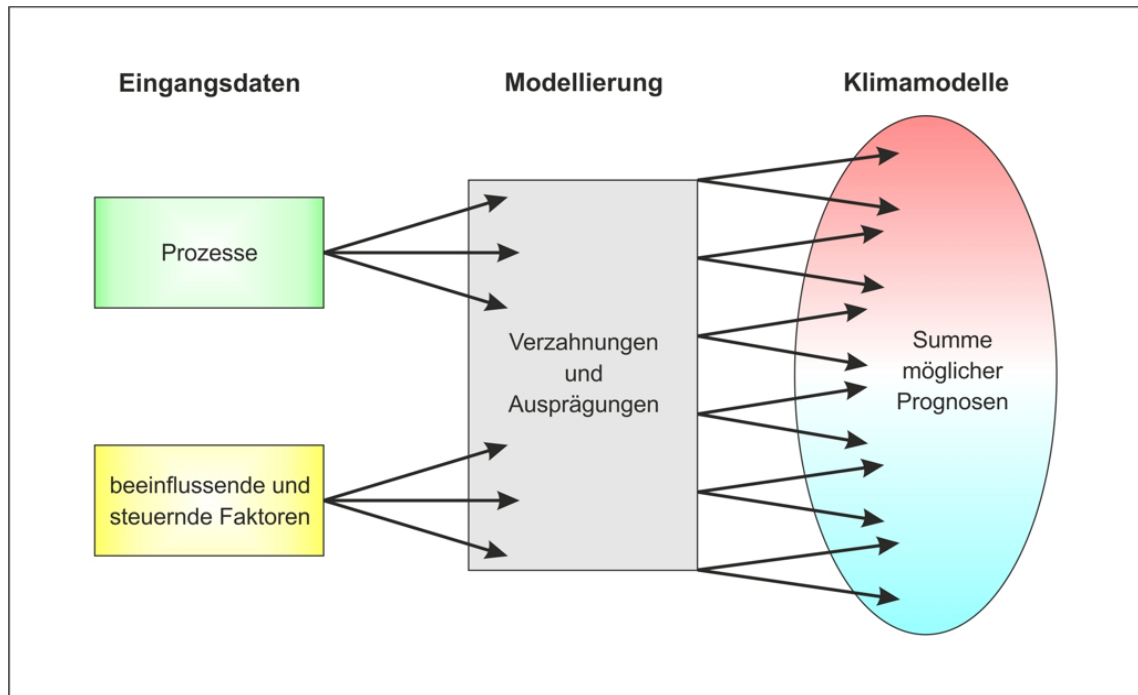 Eingangsdaten
Modellierung
Klimamodelle
Prozesse
beeinflussende und
steuernde Faktoren
Verzahnungen
und
Ausprägungen
Summe
möglicher
Prognosen